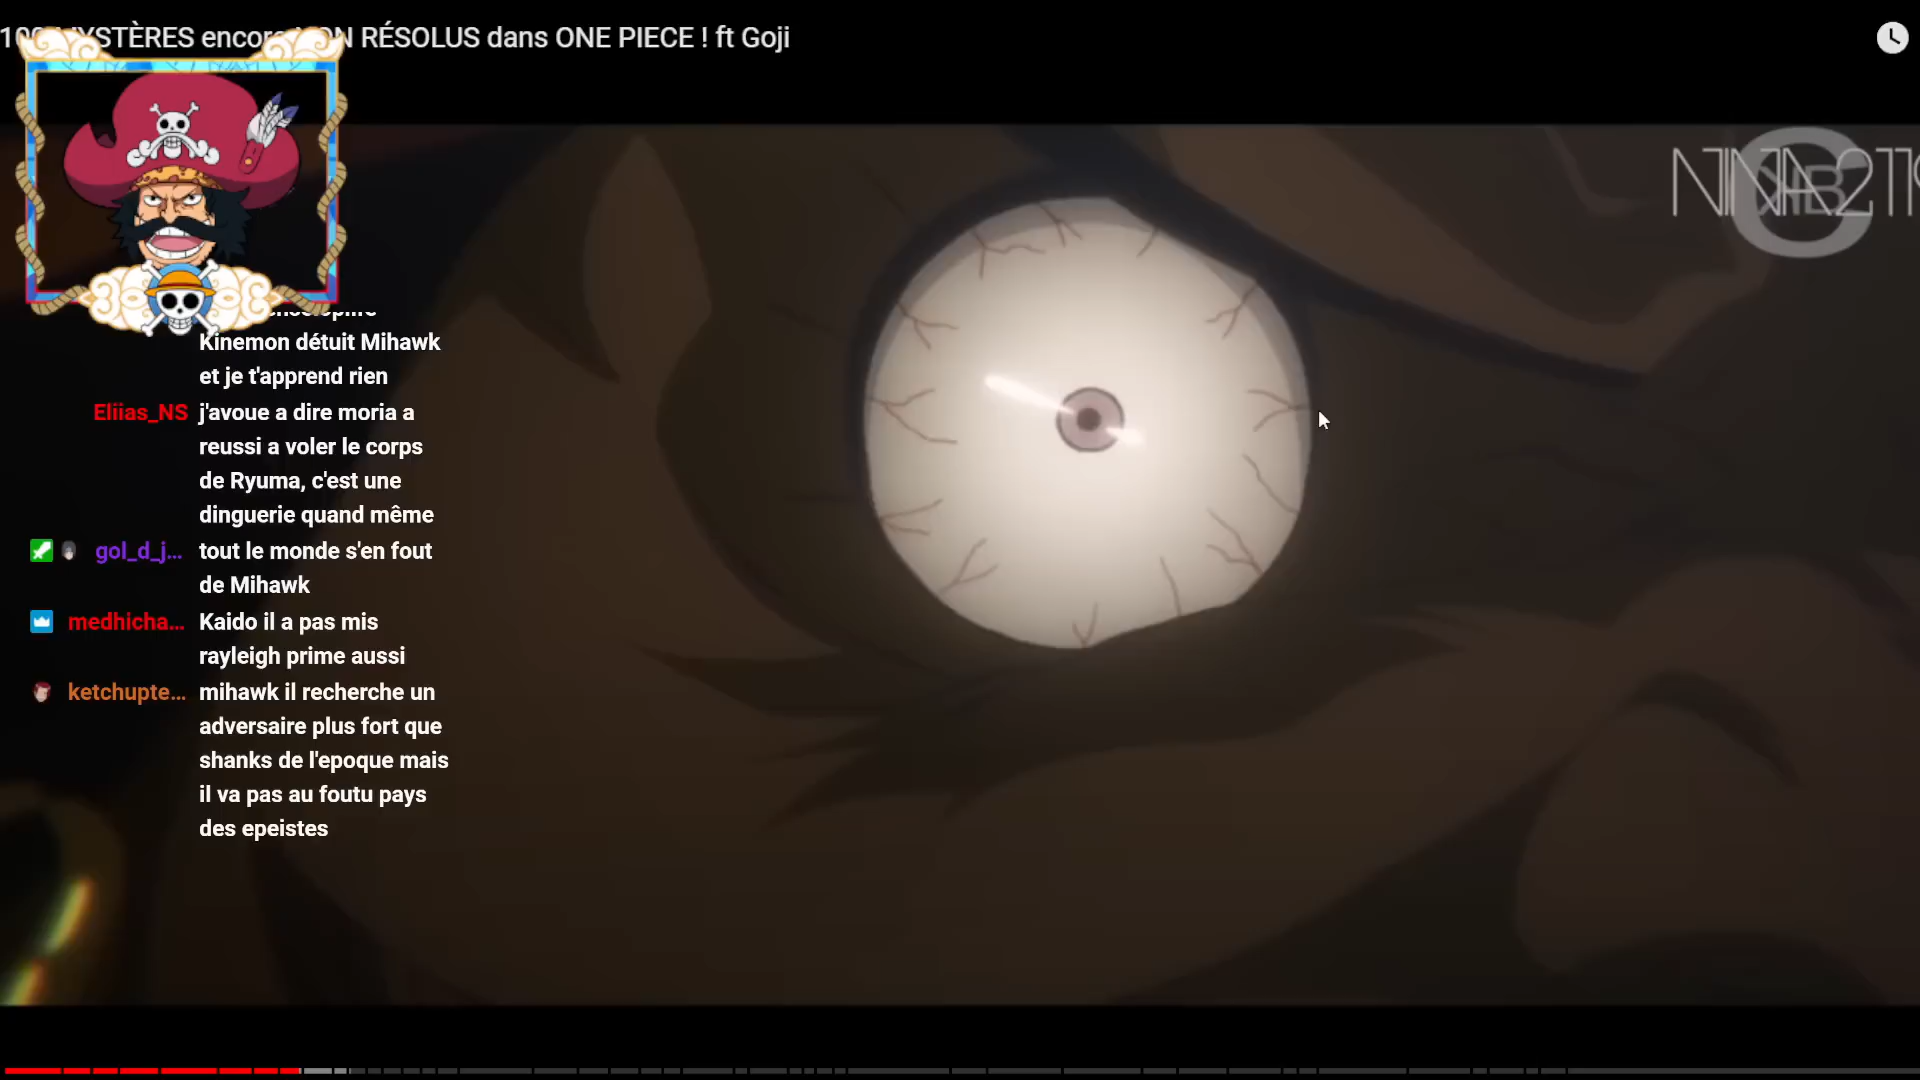 RÉSOLUS dans ONE PIECE ! ft Goji
Kinemon détuit Mihawk
et je t'apprend rien
Eliias_NS j'avoue a dire moria a
reussi a voler le corps
de Ryuma, c'est une
dinguerie quand même
gol_d_j... tout le monde s'en fout
de Mihawk
medhicha... Kaido il a pas mis
rayleigh prime aussi
ketchupte... mihawk il recherche un
adversaire plus fort que
shanks de l'epoque mais
il va pas au foutu pays
des epeistes